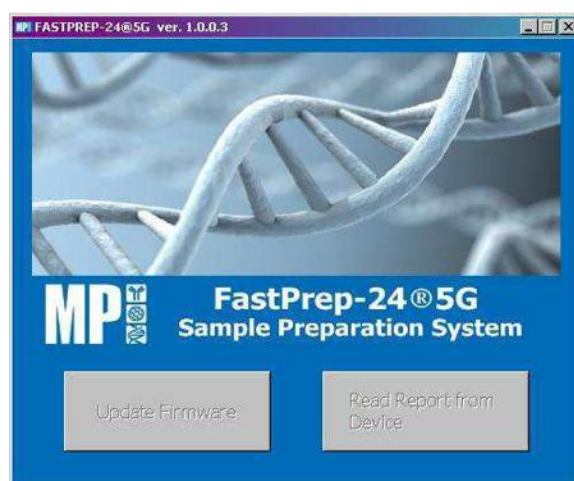 MP FASTPREP-24®5G ver. 1.0.0.3
MP
FastPrep-24®5G
Sample Preparation System
Update Firmware
Read Report from
Device